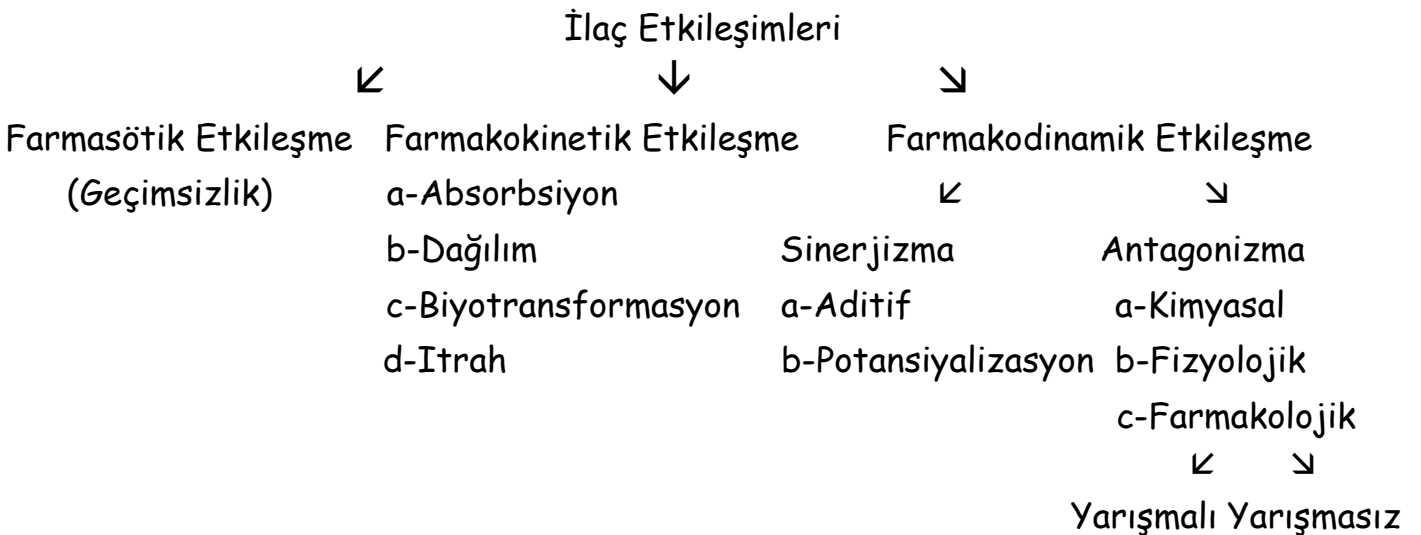 İlaç Etkileşimleri
↙ ↓ ↘
Farmasötik Etkileşme Farmakokinetik Etkileşme Farmakodinamik Etkileşme
(Geçimsizlik) a-Absorbsiyon ↙ ↘
b-Dağılım Sinerjizma Antagonizma
c-Biyotransformasyon a-Aditif a-Kimyasal
d-Itrah b-Potansiyalizasyon b-Fizyolojik
c-Farmakolojik
↙ ↘
Yarışmalı Yarışmasız